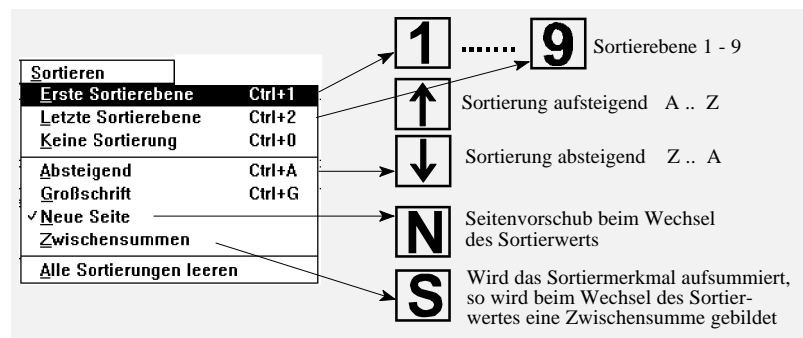 Sortieren
Erste Sortierebene Ctrl+1
Letzte Sortierebene Ctrl+2
Keine Sortierung Ctrl+0
Absteigend Ctrl+A
Großschrift Ctrl+G
✓Neue Seite
Zwischensummen
Alle Sortierungen leeren
1 ....... 9 Sortierebene 1 - 9
↑ Sortierung aufsteigend A .. Z
↓ Sortierung absteigend Z .. A
N Seitenvorschub beim Wechsel
des Sortierwerts
S Wird das Sortiermerkmal aufsummiert,
so wird beim Wechsel des Sortier-
wertes eine Zwischensumme gebildet